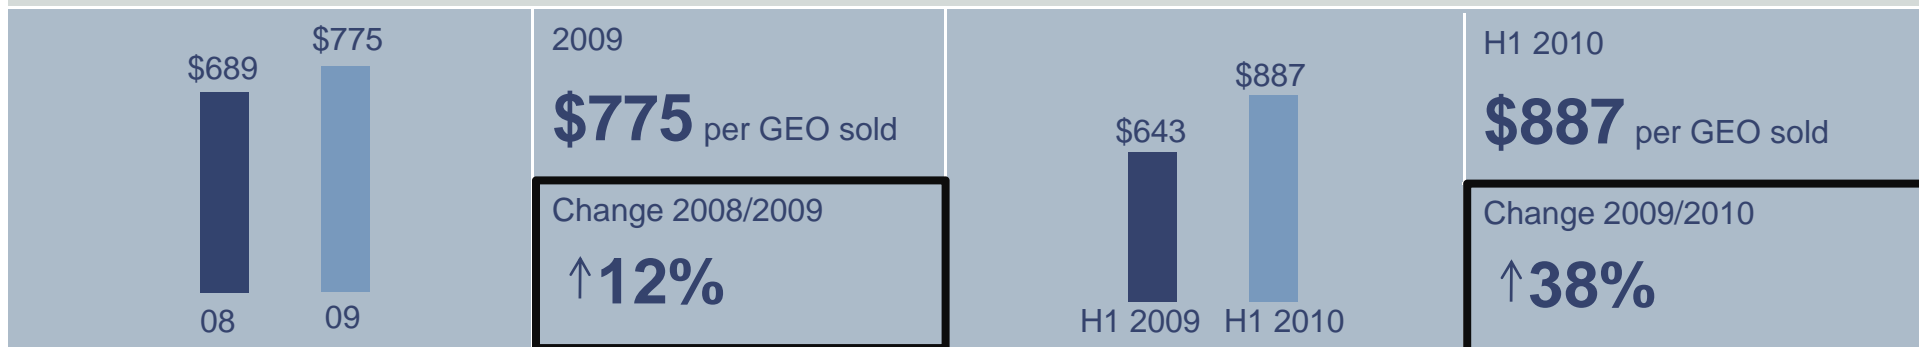 $689
$775
08
09
2009
$775 per GEO sold
Change 2008/2009
↑12%
$643
$887
H1 2009
H1 2010
H1 2010
$887 per GEO sold
Change 2009/2010
↑38%